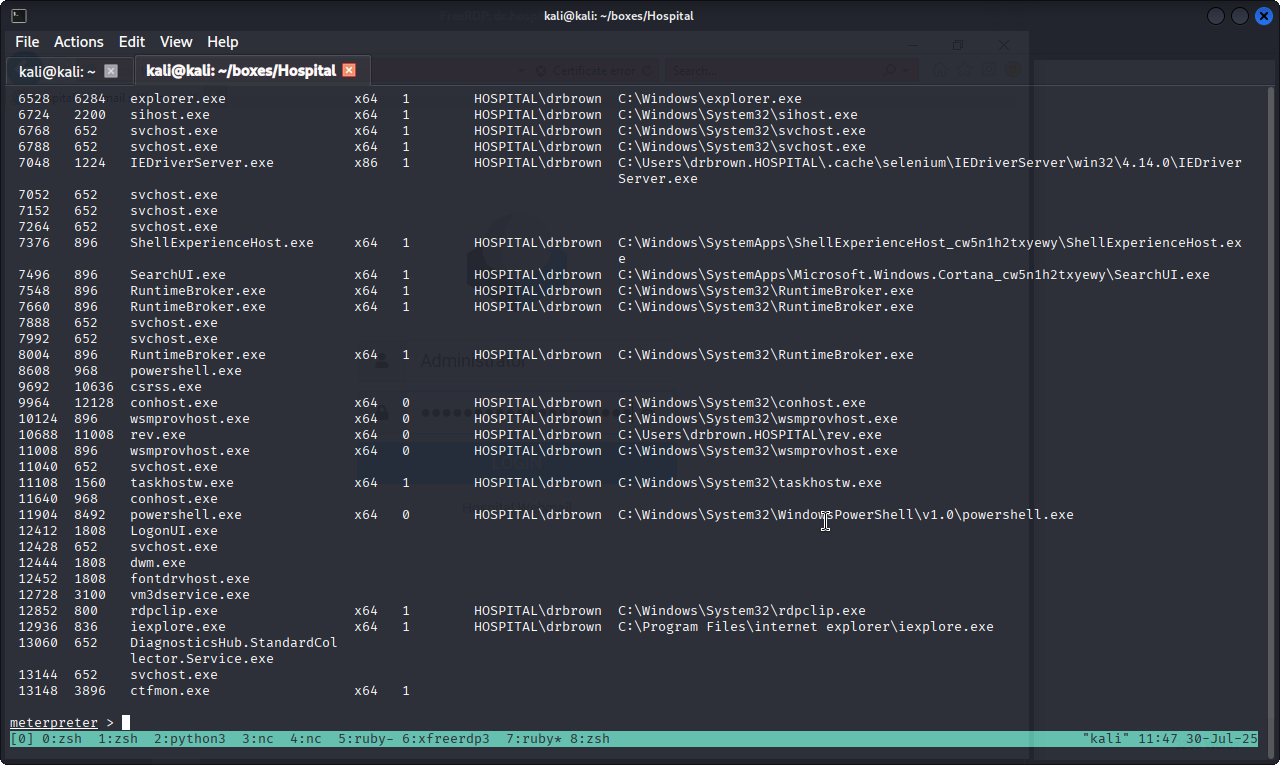 kali@kali: ~/boxes/Hospital
File Actions Edit View Help
kali@kali: ~ kali@kali: ~/boxes/Hospital
Certificate error Search...
6528 6284 explorer.exe x64 1 HOSPITAL\drbrown C:\Windows\explorer.exe
6724 2200 sihost.exe x64 1 HOSPITAL\drbrown C:\Windows\System32\sihost.exe
6768 652 svchost.exe x64 1 HOSPITAL\drbrown C:\Windows\System32\svchost.exe
6788 652 svchost.exe x64 1 HOSPITAL\drbrown C:\Windows\System32\svchost.exe
7048 1224 IEDriverServer.exe x86 1 HOSPITAL\drbrown C:\Users\drbrown.HOSPITAL\.cache\selenium\IEDriverServer\win32\4.14.0\IEDriver
Server.exe
7052 652 svchost.exe
7152 652 svchost.exe
7264 652 svchost.exe
7376 896 ShellExperienceHost.exe x64 1 HOSPITAL\drbrown C:\Windows\SystemApps\ShellExperienceHost_cw5n1h2txyewy\ShellExperienceHost.ex
e
7496 896 SearchUI.exe x64 1 HOSPITAL\drbrown C:\Windows\SystemApps\Microsoft.Windows.Cortana_cw5n1h2txyewy\SearchUI.exe
7548 896 RuntimeBroker.exe x64 1 HOSPITAL\drbrown C:\Windows\System32\RuntimeBroker.exe
7660 896 RuntimeBroker.exe x64 1 HOSPITAL\drbrown C:\Windows\System32\RuntimeBroker.exe
7888 652 svchost.exe
7992 652 svchost.exe
8004 896 RuntimeBroker.exe x64 1 HOSPITAL\drbrown C:\Windows\System32\RuntimeBroker.exe
Administrator
8608 968 powershell.exe
9692 10636 csrss.exe
9964 12128 conhost.exe x64 0 HOSPITAL\drbrown C:\Windows\System32\conhost.exe
10124 896 wsmprovhost.exe x64 0 HOSPITAL\drbrown C:\Windows\System32\wsmprovhost.exe
10688 11008 rev.exe x64 0 HOSPITAL\drbrown C:\Users\drbrown.HOSPITAL\rev.exe
11008 896 wsmprovhost.exe x64 0 HOSPITAL\drbrown C:\Windows\System32\wsmprovhost.exe
11040 652 svchost.exe
11108 1560 taskhostw.exe x64 1 HOSPITAL\drbrown C:\Windows\System32\taskhostw.exe
11640 968 conhost.exe
11904 8492 powershell.exe x64 0 HOSPITAL\drbrown C:\Windows\System32\WindowsPowerShell\v1.0\powershell.exe
12412 1808 LogonUI.exe
12428 652 svchost.exe
12444 1808 dwm.exe
12452 1808 fontdrvhost.exe
12728 3100 vm3dservice.exe
12852 800 rdpclip.exe x64 1 HOSPITAL\drbrown C:\Windows\System32\rdpclip.exe
12936 836 iexplore.exe x64 1 HOSPITAL\drbrown C:\Program Files\internet explorer\iexplore.exe
13060 652 DiagnosticsHub.StandardCol
lector.Service.exe
13144 652 svchost.exe
13148 3896 ctfmon.exe x64 1
meterpreter >
[0] 0:zsh 1:zsh 2:python3 3:nc 4:nc 5:ruby- 6:xfreerdp3 7:ruby* 8:zsh "kali" 11:47 30-Jul-25